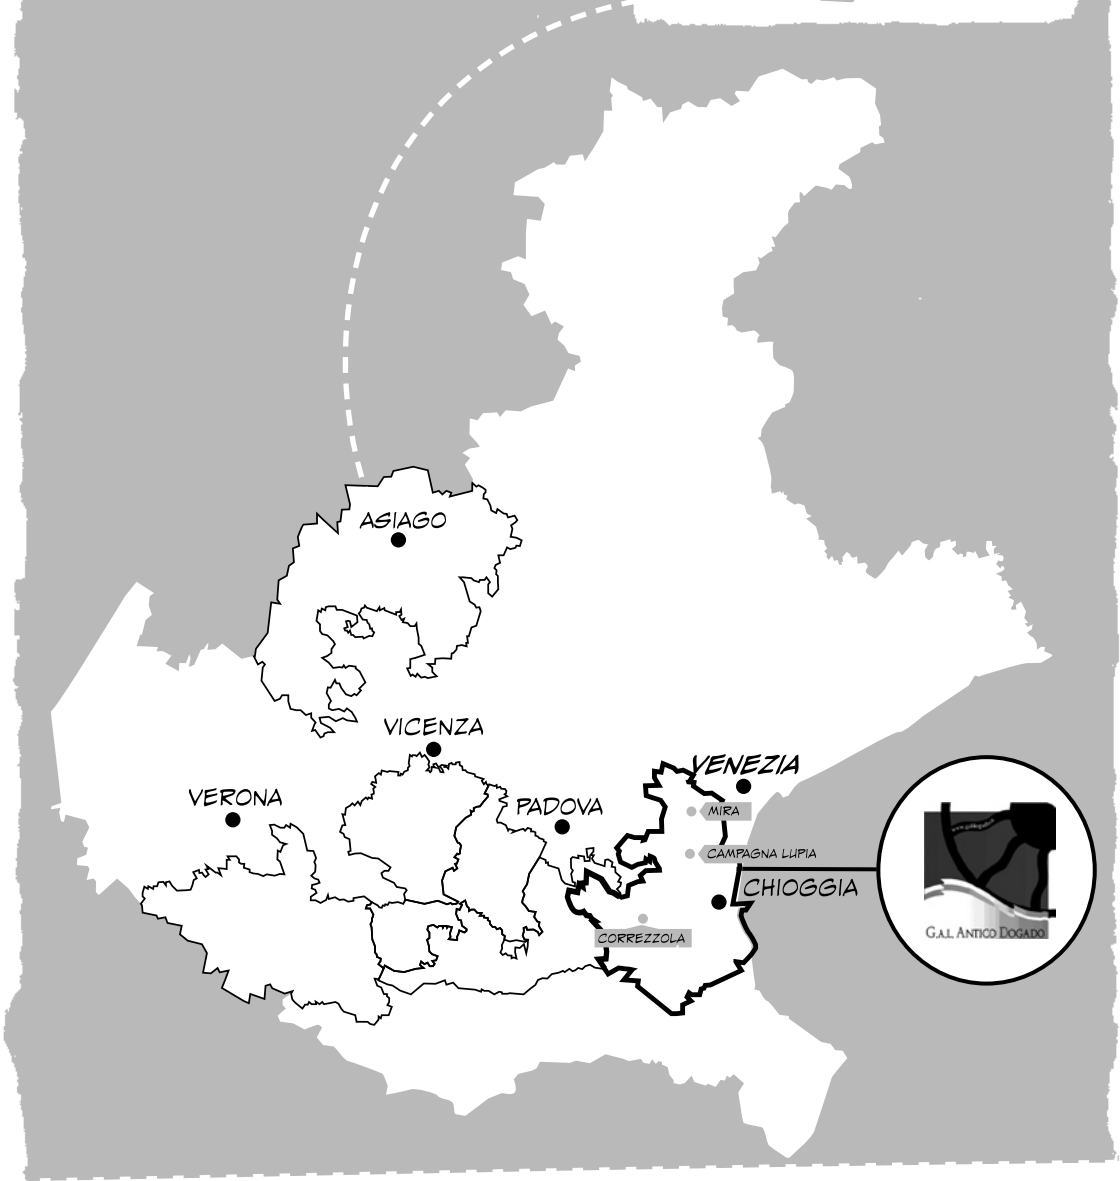 ASIAGO
VICENZA
VENEZIA
VERONA
PADOVA
MIRA
CAMPAGNA LUPIA
CHIOGGIA
CORREZZOLA
G.A.L. ANTICO DOGADO